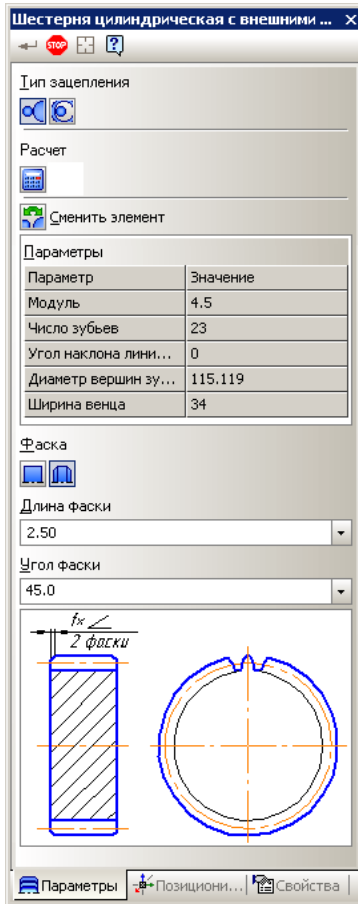 Шестерня цилиндрическая с внешними ...
STOP
Тип зацепления
Расчет
Сменить элемент
Параметры
Параметр Значение
Модуль 4.5
Число зубьев 23
Угол наклона лини... 0
Диаметр вершин зу... 115.119
Ширина венца 34
Фаска
Длина фаски
2.50
Угол фаски
45.0
f×∠
2 фаски
Параметры Позициони... Свойства